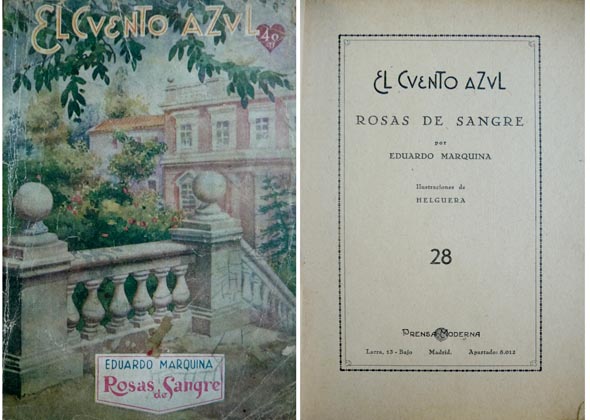 EL CVENTO AZVL
40
EDUARDO MARQUINA
Rosas de Sangre
EL CVENTO AZVL
ROSAS DE SANGRE
por
EDUARDO MARQUINA
Ilustraciones de
HELGUERA
28
PRENSA MODERNA
Larra, 13 - Bajo Madrid. Apartado: 8.012